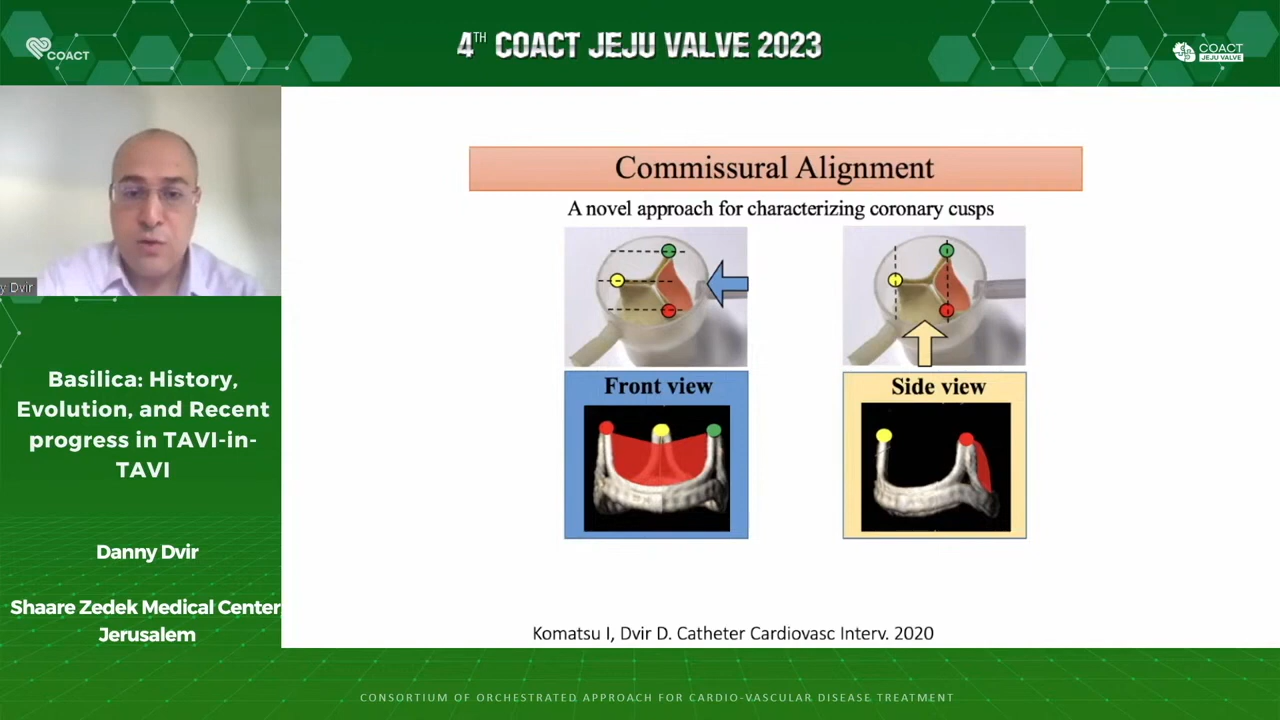 COACT
4TH COACT JEJU VALVE 2023
COACT
JEJU VALVE
y Dvir
Basilica: History,
Evolution, and Recent
progress in TAVI-in-
TAVI
Danny Dvir
Shaare Zedek Medical Center,
Jerusalem
Commissural Alignment
A novel approach for characterizing coronary cusps
Front view
Side view
Komatsu I, Dvir D. Catheter Cardiovasc Interv. 2020
CONSORTIUM OF ORCHESTRATED APPROACH FOR CARDIO-VASCULAR DISEASE TREATMENT